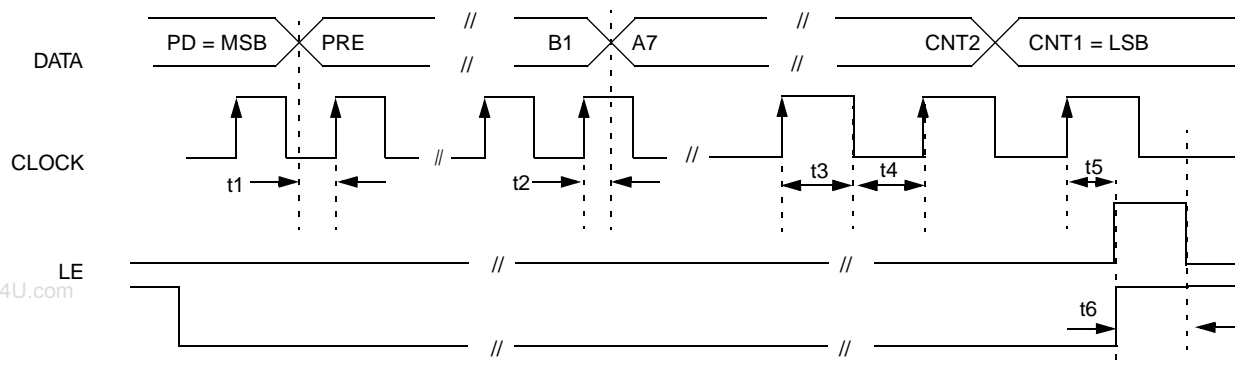 PD = MSB PRE // B1 A7 // CNT2 CNT1 = LSB
DATA // //
CLOCK // //
t1 t2 t3 t4 t5
LE // //
4U.com
t6
// //